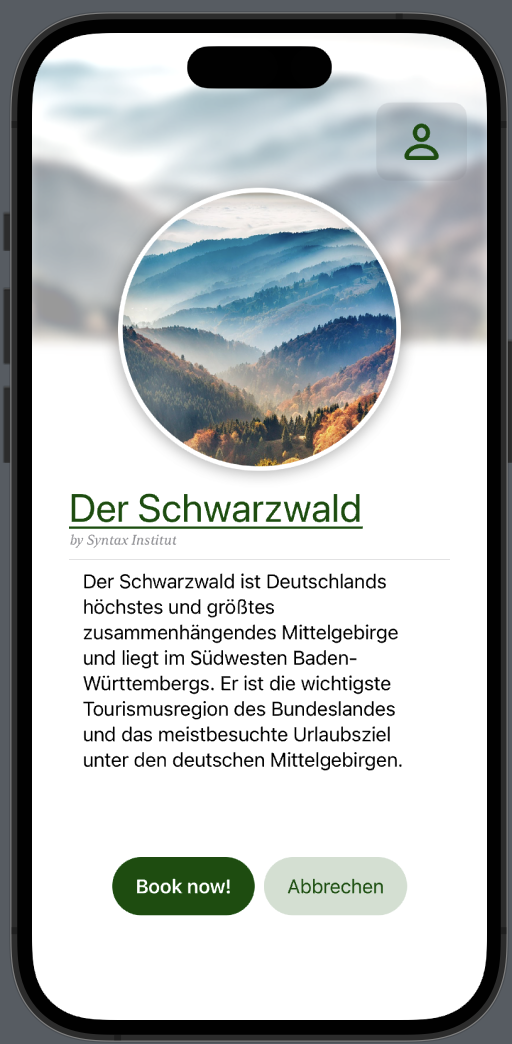 Der Schwarzwald
by Syntax Institut
Der Schwarzwald ist Deutschlands
höchstes und größtes
zusammenhängendes Mittelgebirge
und liegt im Südwesten Baden-
Württembergs. Er ist die wichtigste
Tourismusregion des Bundeslandes
und das meistbesuchte Urlaubsziel
unter den deutschen Mittelgebirgen.
Book now!
Abbrechen